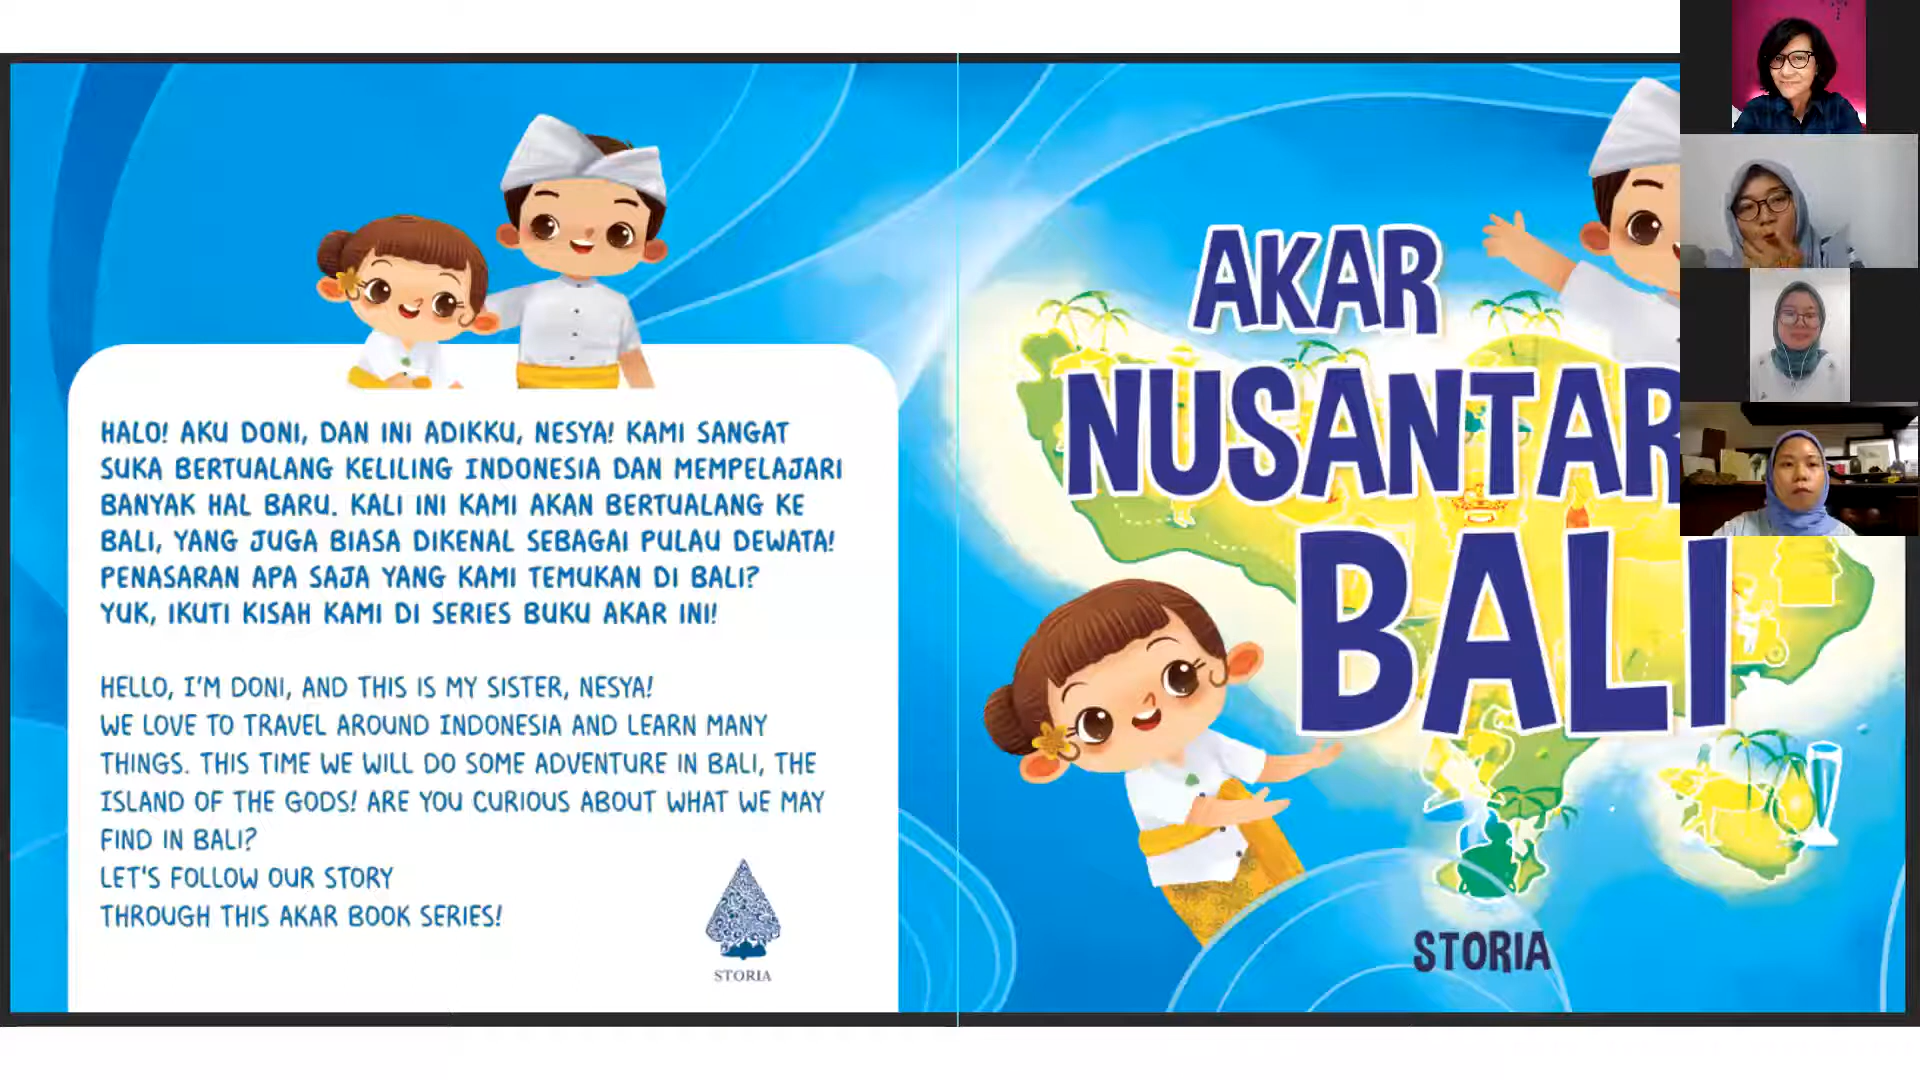 HALO! AKU DONI, DAN INI ADIKKU, NESYA! KAMI SANGAT
SUKA BERTUALANG KELILING INDONESIA DAN MEMPELAJARI
BANYAK HAL BARU. KALI INI KAMI AKAN BERTUALANG KE
BALI, YANG JUGA BIASA DIKENAL SEBAGAI PULAU DEWATA!
PENASARAN APA SAJA YANG KAMI TEMUKAN DI BALI?
YUK, IKUTI KISAH KAMI DI SERIES BUKU AKAR INI!
HELLO, I'M DONI, AND THIS IS MY SISTER, NESYA!
WE LOVE TO TRAVEL AROUND INDONESIA AND LEARN MANY
THINGS. THIS TIME WE WILL DO SOME ADVENTURE IN BALI, THE
ISLAND OF THE GODS! ARE YOU CURIOUS ABOUT WHAT WE MAY
FIND IN BALI?
LET'S FOLLOW OUR STORY
THROUGH THIS AKAR BOOK SERIES!
STORIA
AKAR
NUSANTAR
BALI
STORIA